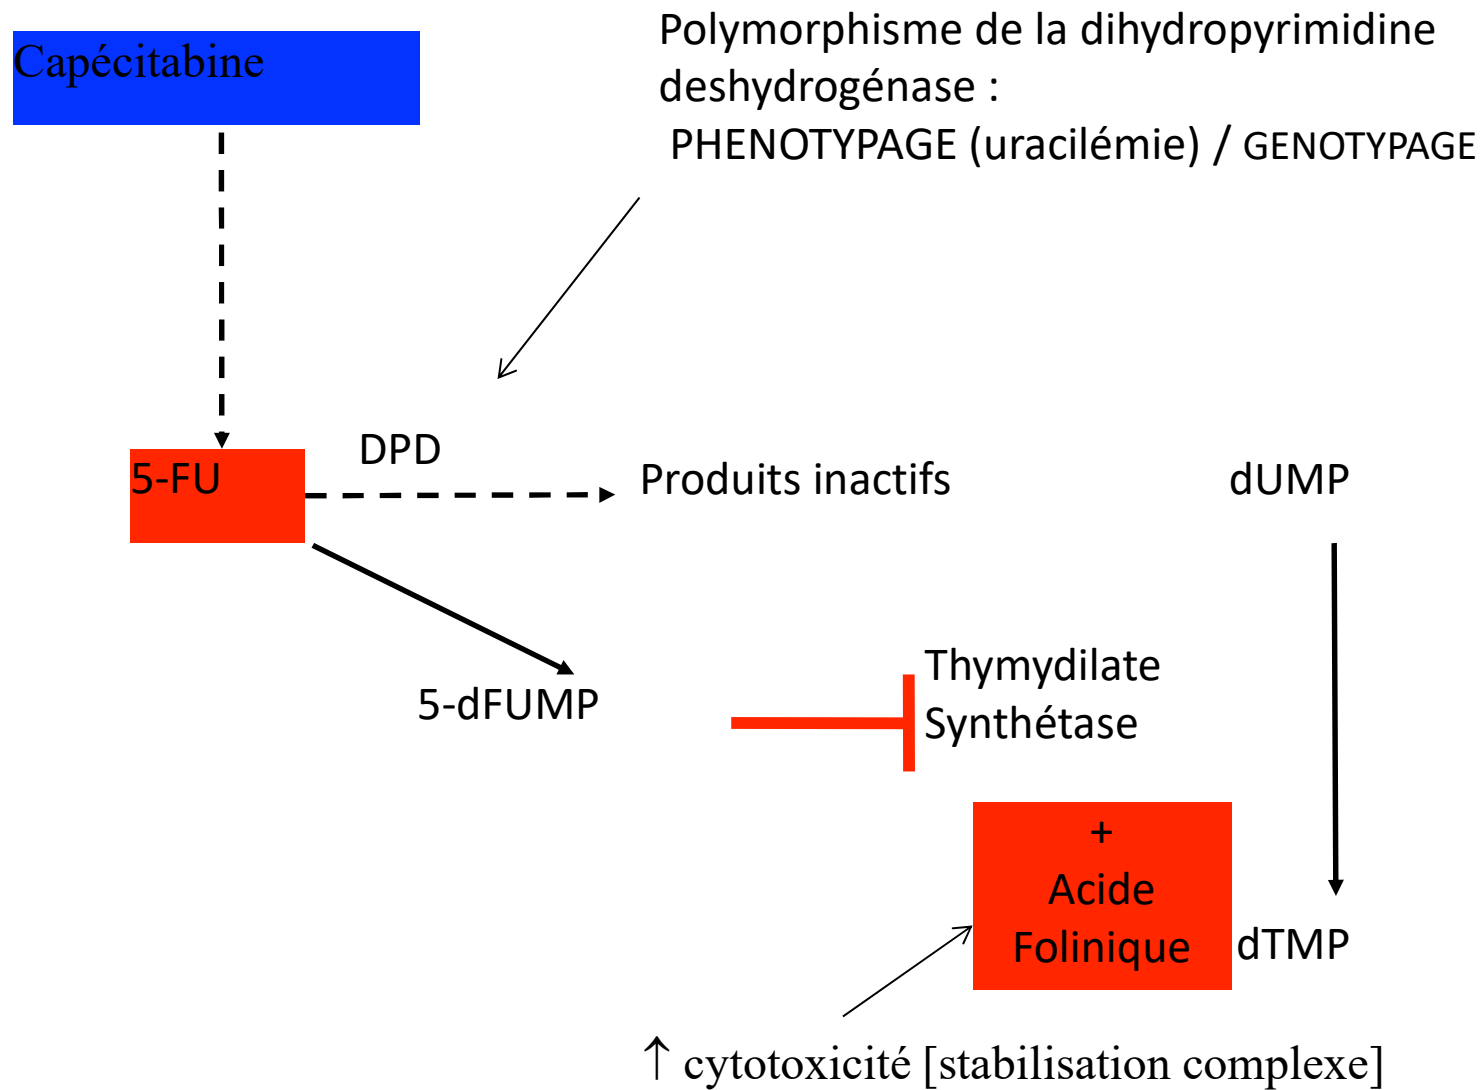 Capécitabine
Polymorphisme de la dihydropyrimidine
deshydrogénase :
PHENOTYPAGE (uracilémie) / GENOTYPAGE
5-FU
DPD
Produits inactifs
dUMP
5-dFUMP
Thymydilate
Synthétase
+
Acide
Folinique
dTMP
↑ cytotoxicité [stabilisation complexe]